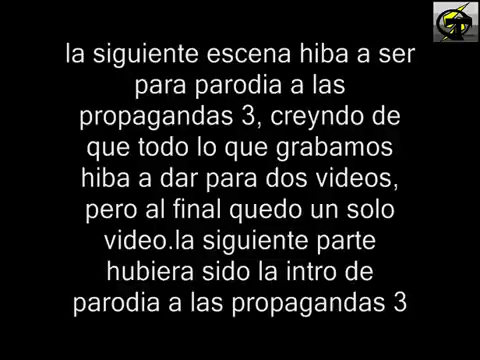 la siguiente escena hiba a ser
para parodia a las
propagandas 3, creyndo de
que todo lo que grabamos
hiba a dar para dos videos,
pero al final quedo un solo
video.la siguiente parte
hubiera sido la intro de
parodia a las propagandas 3